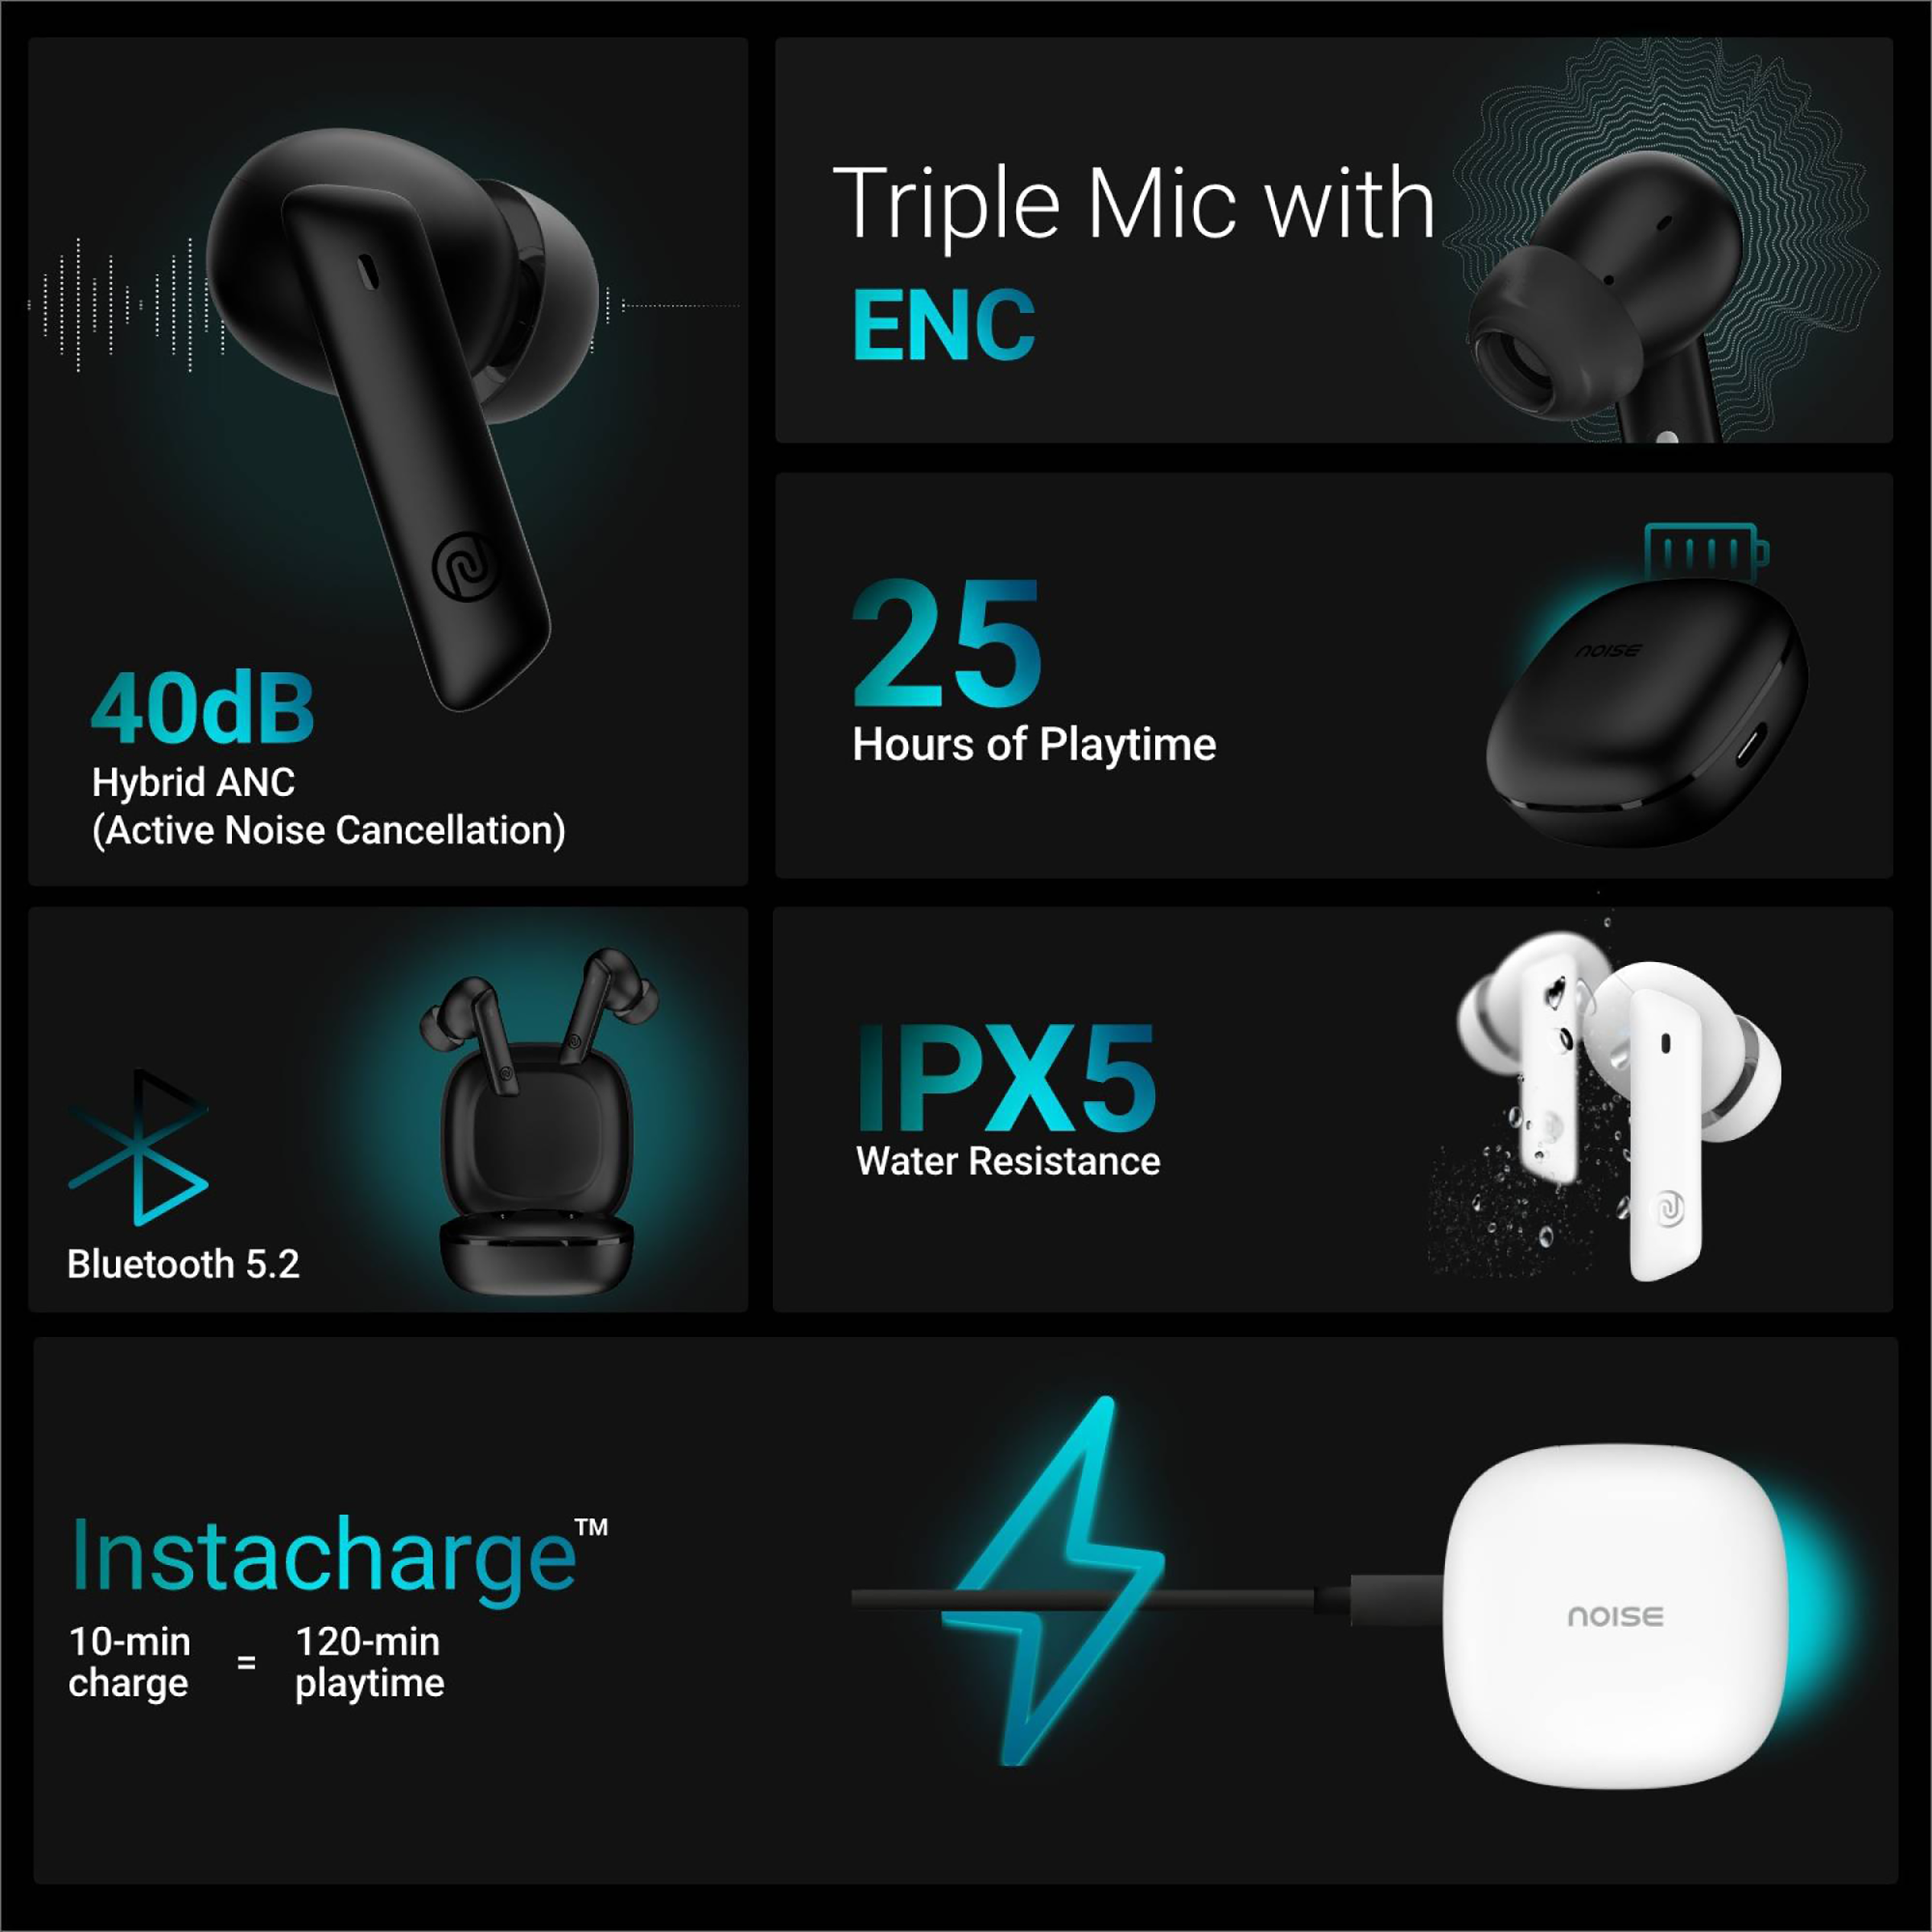 40dB
Hybrid ANC
(Active Noise Cancellation)
Triple Mic with
ENC
25
Hours of Playtime
NOISE
Bluetooth 5.2
IPX5
Water Resistance
Instacharge™
10-min = 120-min
charge playtime
NOISE